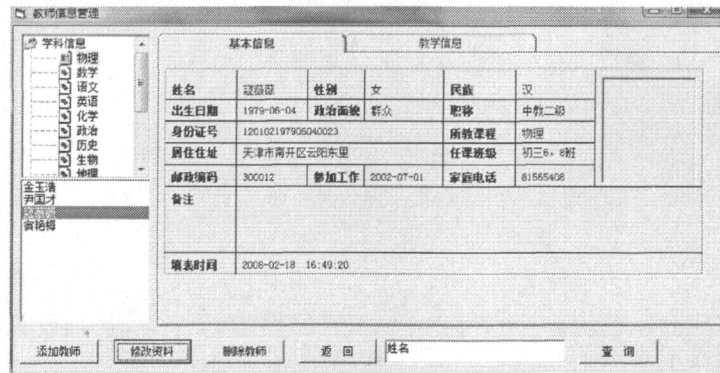 教师信息管理
学科信息
物理
数学
语文
英语
化学
政治
历史
生物
地理
金玉清
尹国才
基本信息 教学信息
姓名 寇薇薇 性别 女 民族 汉
出生日期 1979-06-04 政治面貌 群众 职称 中教二级
身份证号 120102197906040023 所教课程 物理
居住住址 天津市南开区云阳东里 任课班级 初三6,8班
邮政编码 300012 参加工作 2002-07-01 家庭电话 81565408
备注
填表时间 2008-02-18 16:49:20
添加教师 修改资料 删除教师 返 回 姓名 查 询